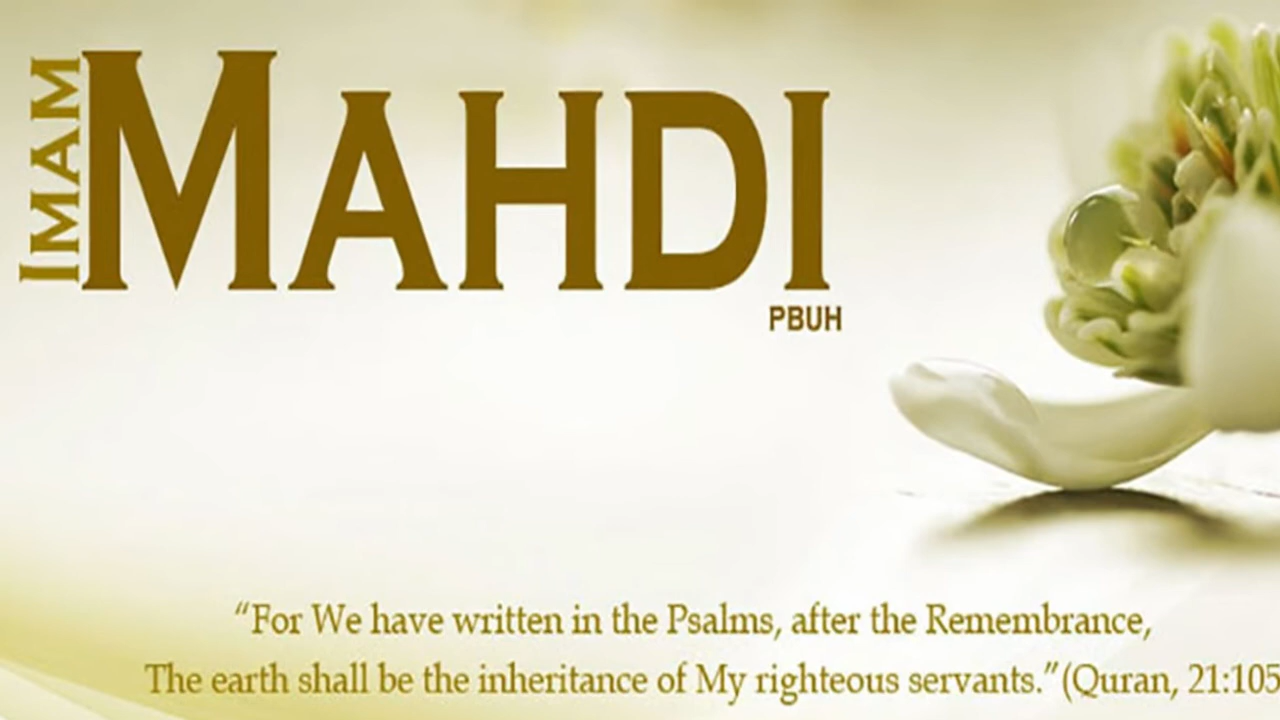 IMAM
MAHDI
PBUH
“For We have written in the Psalms, after the Remembrance,
The earth shall be the inheritance of My righteous servants.”(Quran, 21:105